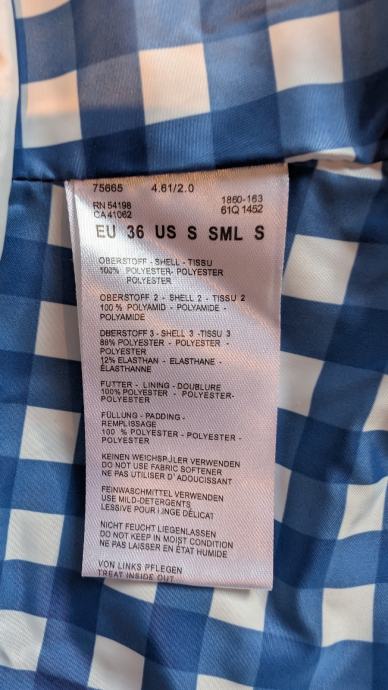 75665 4.61/2.0
RN 54198 1860-163
CA 41062 61Q 1452
EU 36 US S SML S
OBERSTOFF - SHELL - TISSU
100% POLYESTER- POLYESTER
POLYESTER
OBERSTOFF 2 - SHELL 2 - TISSU 2
100 % POLYAMID - POLYAMIDE -
POLYAMIDE
OBERSTOFF 3 - SHELL 3 -TISSU 3
88% POLYESTER - POLYESTER -
POLYESTER
12% ELASTHAN - ELASTHANE -
ÉLASTHANNE
FUTTER - LINING - DOUBLURE
100% POLYESTER - POLYESTER-
POLYESTER
FÜLLUNG - PADDING -
REMPLISSAGE
100 % POLYESTER - POLYESTER -
POLYESTER
KEINEN WEICHSPÜLER VERWENDEN
DO NOT USE FABRIC SOFTENER
NE PAS UTILISER D'ADOUCISSANT
FEINWASCHMITTEL VERWENDEN
USE MILD-DETERGENTS
LESSIVE POUR LINGE DÉLICAT
NICHT FEUCHT LIEGENLASSEN
DO NOT KEEP IN MOIST CONDITION
NE PAS LAISSER EN ÉTAT HUMIDE
VON LINKS PFLEGEN
TREAT INSIDE OUT